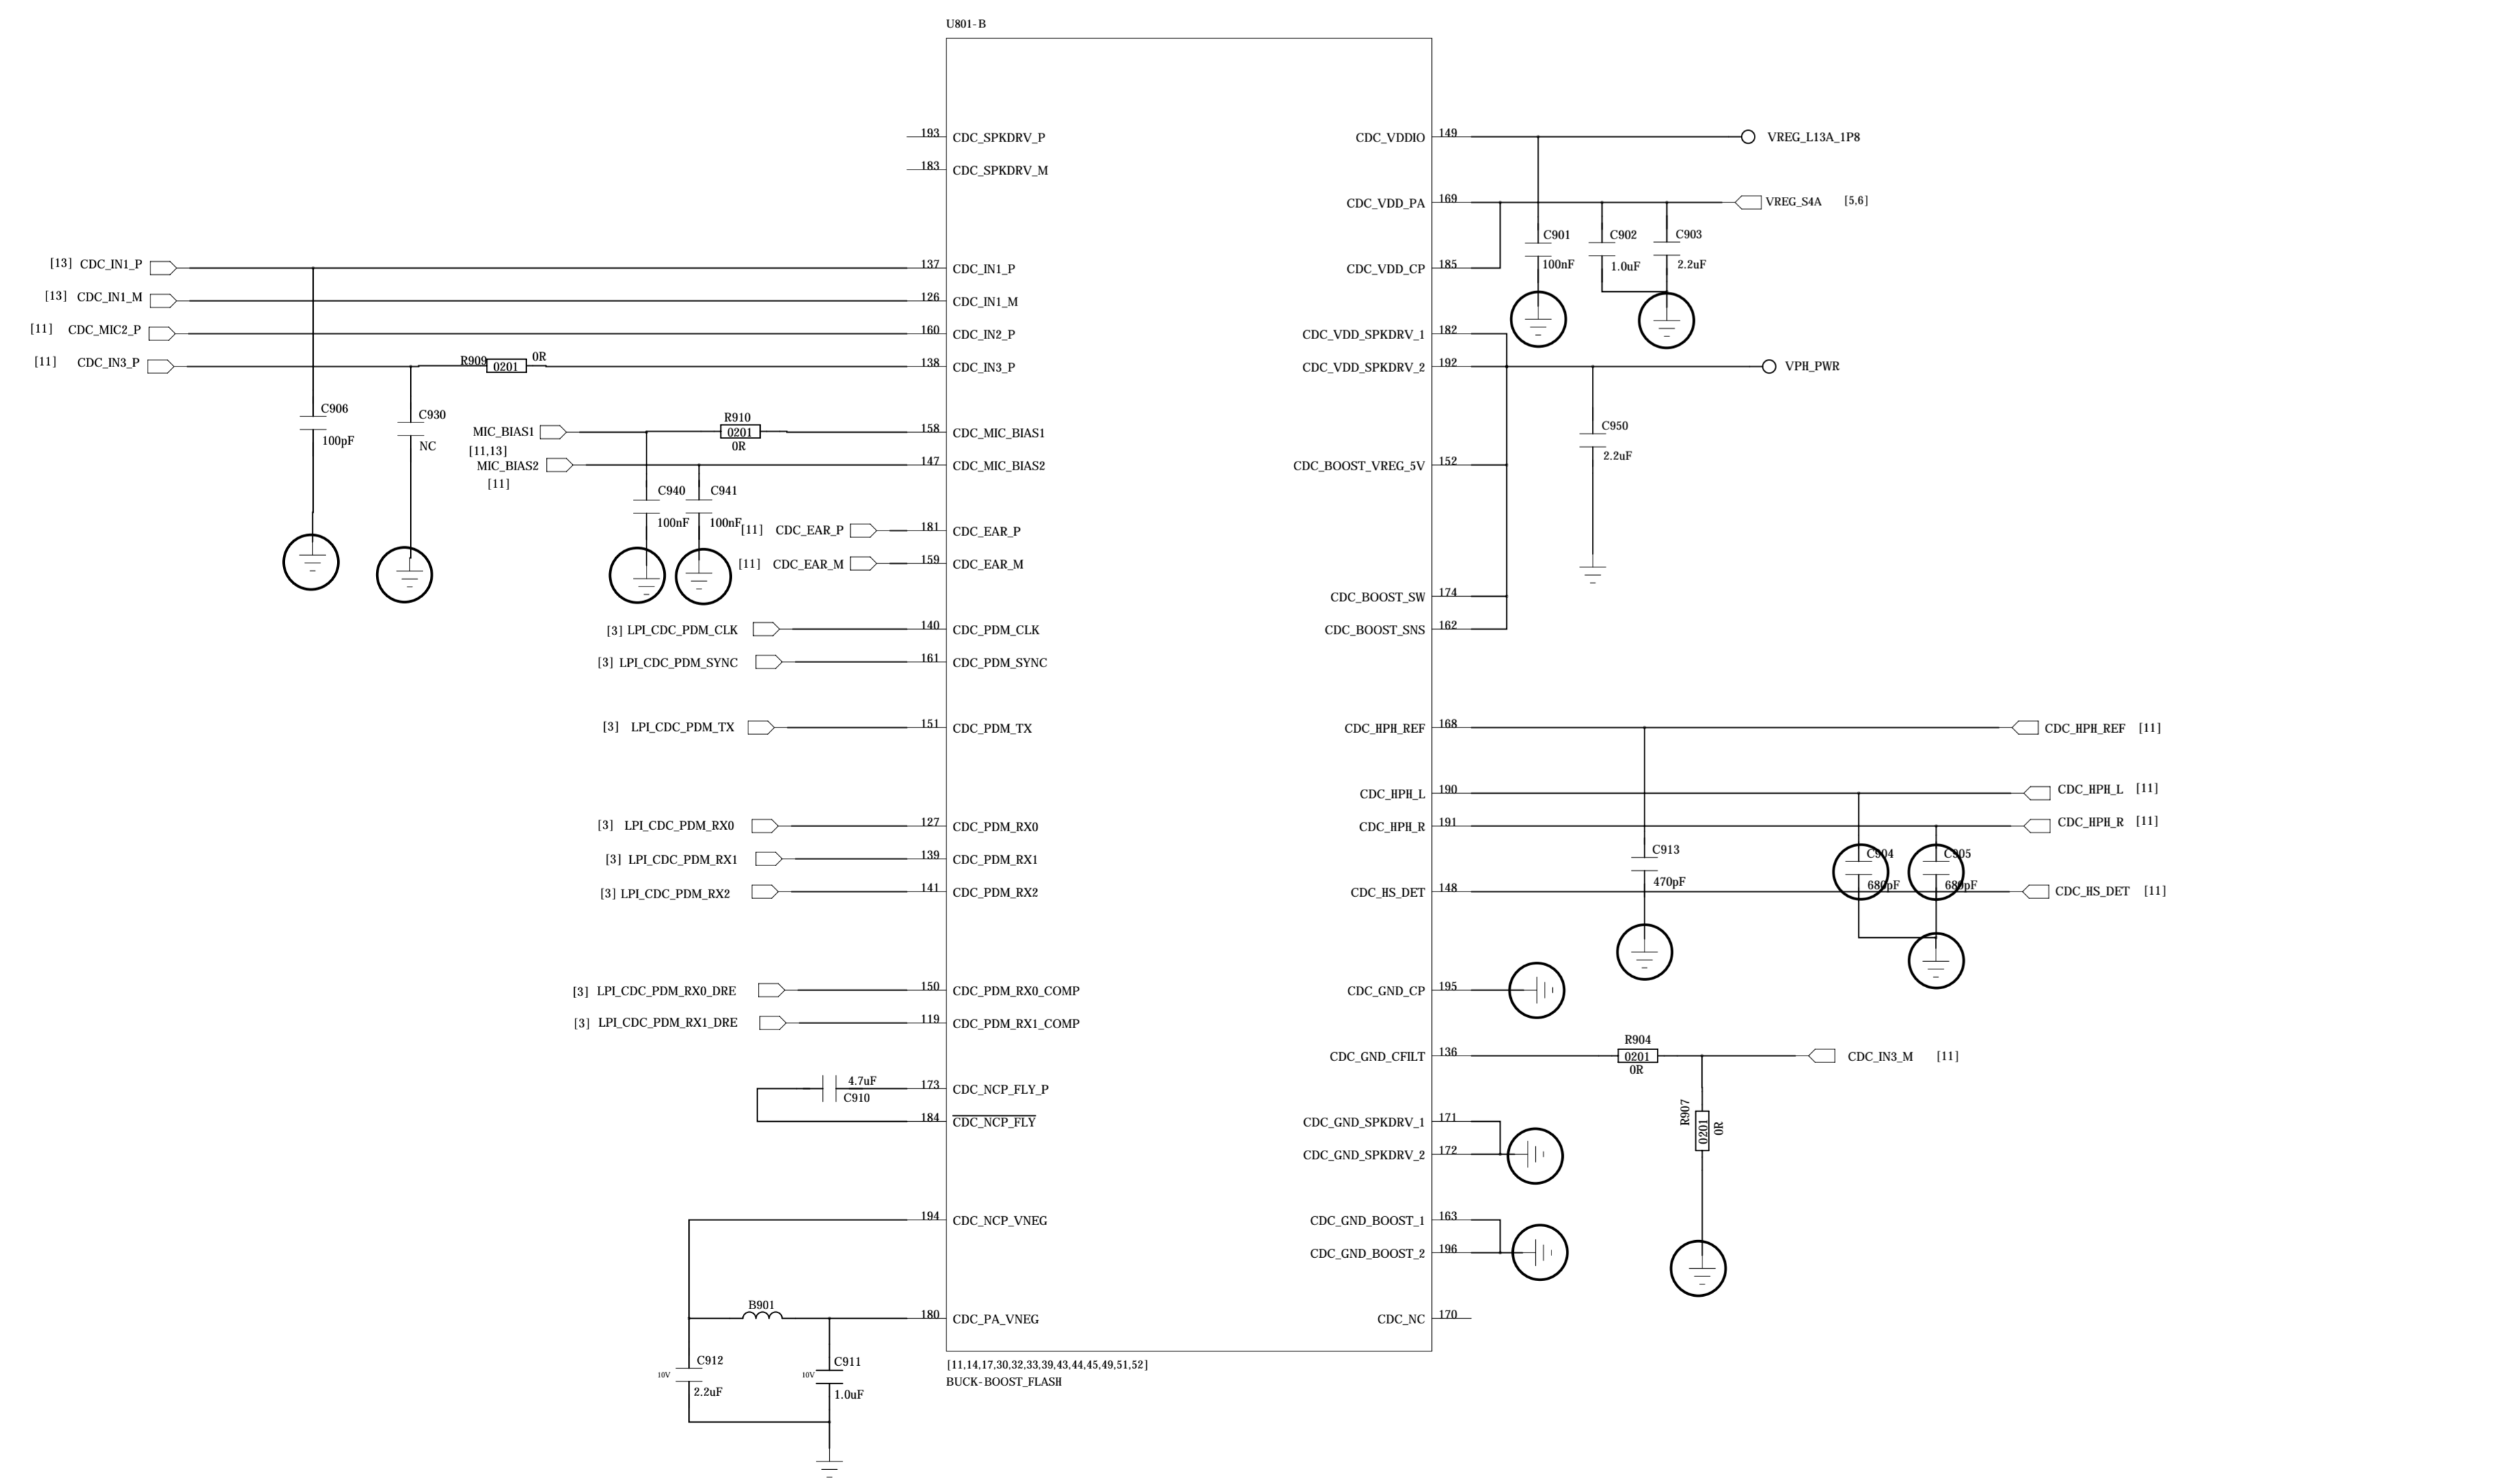 U801-B
193 CDC_SPKDRV_P
183 CDC_SPKDRV_M
[13] CDC_IN1_P 137 CDC_IN1_P
[13] CDC_IN1_M 126 CDC_IN1_M
[11] CDC_MIC2_P 160 CDC_IN2_P
[11] CDC_IN3_P R909 0201 0R 138 CDC_IN3_P
C906
100pF
C930
NC
MIC_BIAS1 R910 0201 0R 158 CDC_MIC_BIAS1
[11,13]
MIC_BIAS2 147 CDC_MIC_BIAS2
[11]
C940
100nF
C941
100nF
[11] CDC_EAR_P 181 CDC_EAR_P
[11] CDC_EAR_M 159 CDC_EAR_M
[3] LPI_CDC_PDM_CLK 140 CDC_PDM_CLK
[3] LPI_CDC_PDM_SYNC 161 CDC_PDM_SYNC
[3] LPI_CDC_PDM_TX 151 CDC_PDM_TX
[3] LPI_CDC_PDM_RX0 127 CDC_PDM_RX0
[3] LPI_CDC_PDM_RX1 139 CDC_PDM_RX1
[3] LPI_CDC_PDM_RX2 141 CDC_PDM_RX2
[3] LPI_CDC_PDM_RX0_DRE 150 CDC_PDM_RX0_COMP
[3] LPI_CDC_PDM_RX1_DRE 119 CDC_PDM_RX1_COMP
4.7uF 173 CDC_NCP_FLY_P
C910
184 CDC_NCP_FLY
194 CDC_NCP_VNEG
B901
180 CDC_PA_VNEG
C912
10V
2.2uF
C911
10V
1.0uF
CDC_VDDIO 149 VREG_L13A_1P8
CDC_VDD_PA 169 VREG_S4A [5,6]
C901
100nF
C902
1.0uF
C903
2.2uF
CDC_VDD_CP 185
CDC_VDD_SPKDRV_1 182
CDC_VDD_SPKDRV_2 192 VPH_PWR
C950
2.2uF
CDC_BOOST_VREG_5V 152
CDC_BOOST_SW 174
CDC_BOOST_SNS 162
CDC_HPH_REF 168 CDC_HPH_REF [11]
CDC_HPH_L 190 CDC_HPH_L [11]
CDC_HPH_R 191 CDC_HPH_R [11]
C913
470pF
C904
680pF
C905
680pF
CDC_HS_DET 148 CDC_HS_DET [11]
CDC_GND_CP 195
CDC_GND_CFILT 136 R904 0201 0R CDC_IN3_M [11]
R907 0201 0R
CDC_GND_SPKDRV_1 171
CDC_GND_SPKDRV_2 172
CDC_GND_BOOST_1 163
CDC_GND_BOOST_2 196
CDC_NC 170
[11,14,17,30,32,33,39,43,44,45,49,51,52]
BUCK-BOOST_FLASH